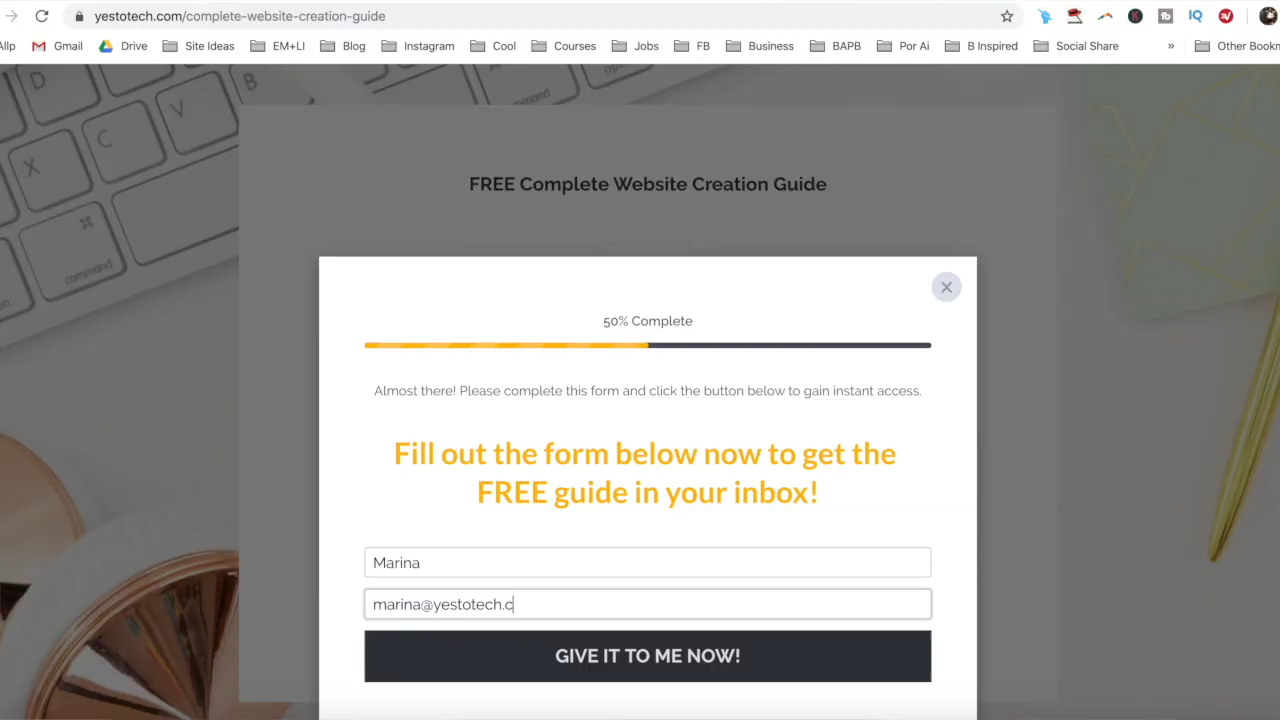 yestotech.com/complete-website-creation-guide
Gmail Drive Site Ideas EM+LI Blog Instagram Cool Courses Jobs FB Business BAPB Por Ai B Inspired Social Share » Other Bookm
FREE Complete Website Creation Guide
50% Complete
Almost there! Please complete this form and click the button below to gain instant access.
Fill out the form below now to get the
FREE guide in your inbox!
Marina
marina@yestotech.c
GIVE IT TO ME NOW!
D
B
V
C
X
command